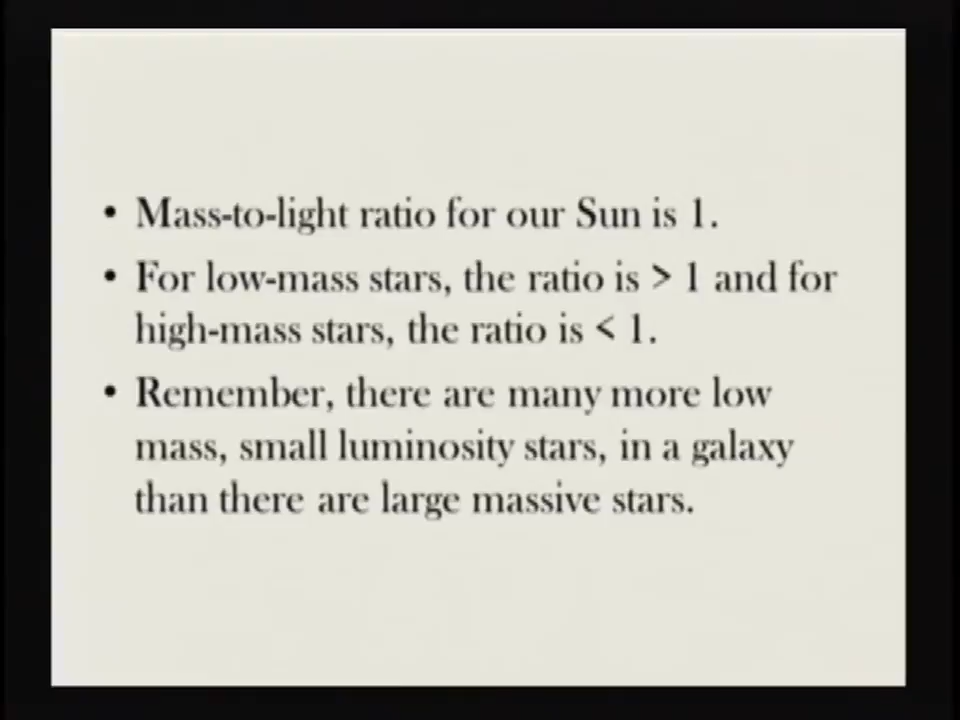 • Mass-to-light ratio for our Sun is 1.
• For low-mass stars, the ratio is > 1 and for
high-mass stars, the ratio is < 1.
• Remember, there are many more low
mass, small luminosity stars, in a galaxy
than there are large massive stars.